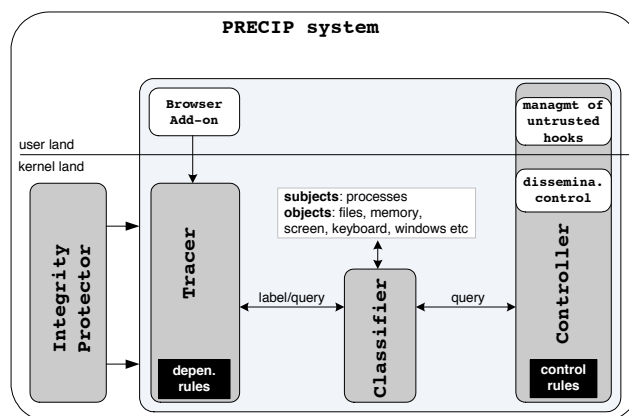 PRECIP system
Browser
Add-on
managmt of
untrusted
hooks
user land
kernel land
dissemina.
control
subjects: processes
objects: files, memory,
screen, keyboard, windows etc
Integrity
Protector
Tracer
label/query
Classifier
query
Controller
depen.
rules
control
rules